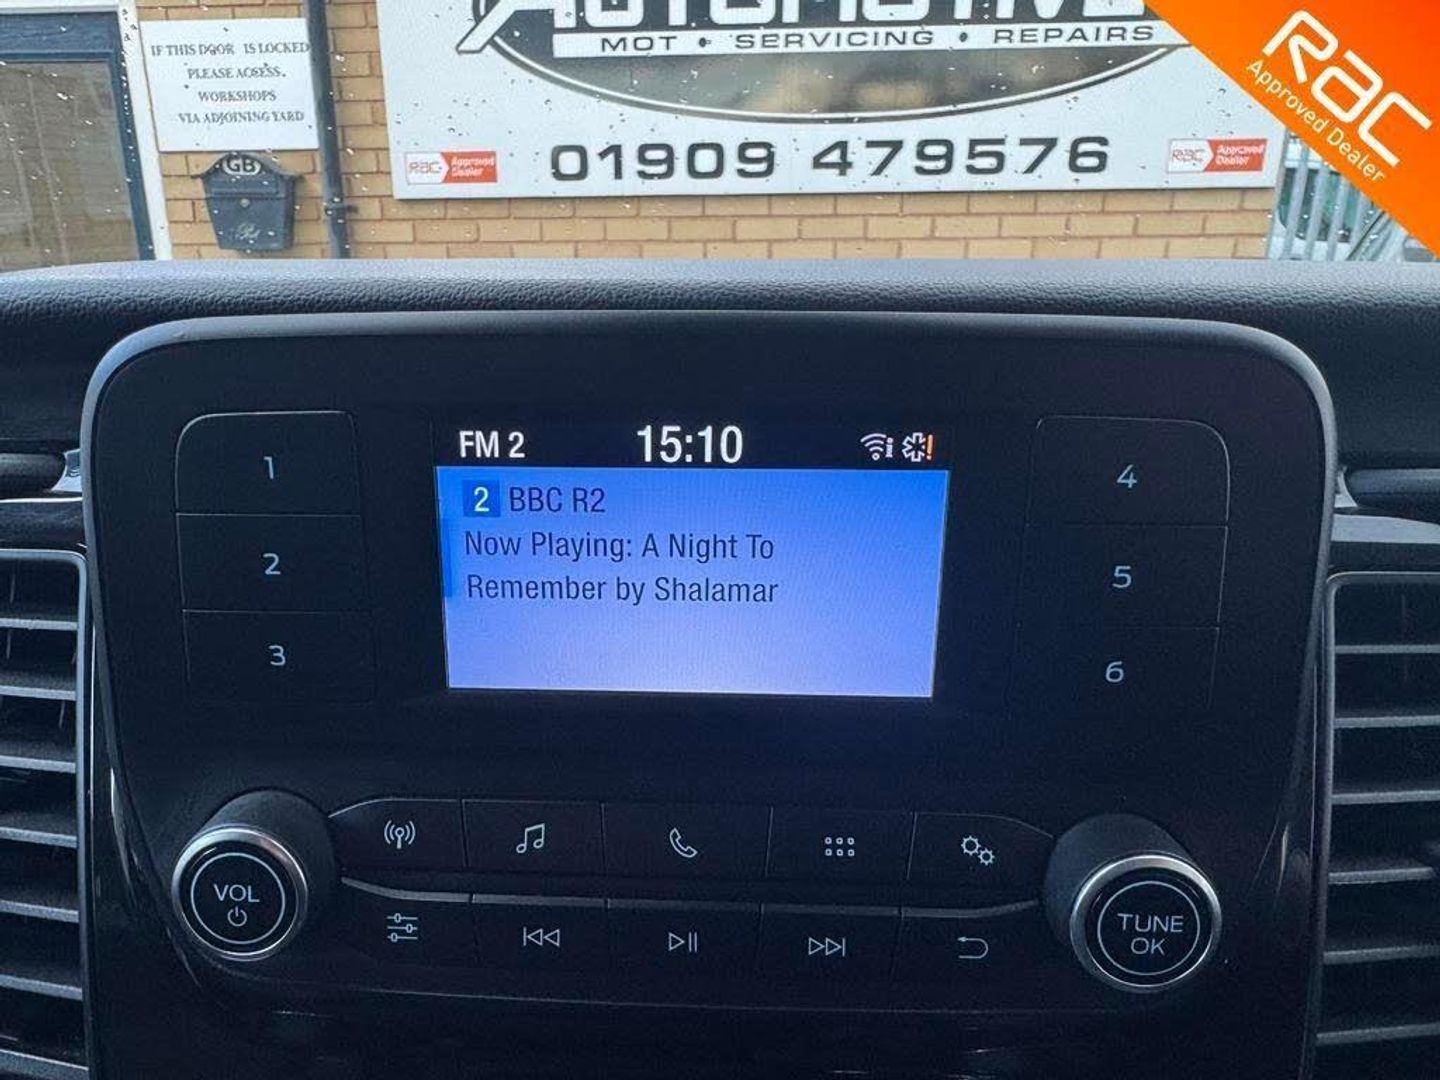 IF THIS DOOR IS LOCKED
PLEASE ACCESS
WORKSHOPS
VIA ADJOINING YARD
GB
AUTOMOTIVE
MOT • SERVICING • REPAIRS
01909 479576
RAC Approved Dealer
RAC Approved Dealer
RAC
Approved Dealer
FM 2
15:10
2 BBC R2
Now Playing: A Night To
Remember by Shalamar
1
2
3
4
5
6
VOL
TUNE
OK